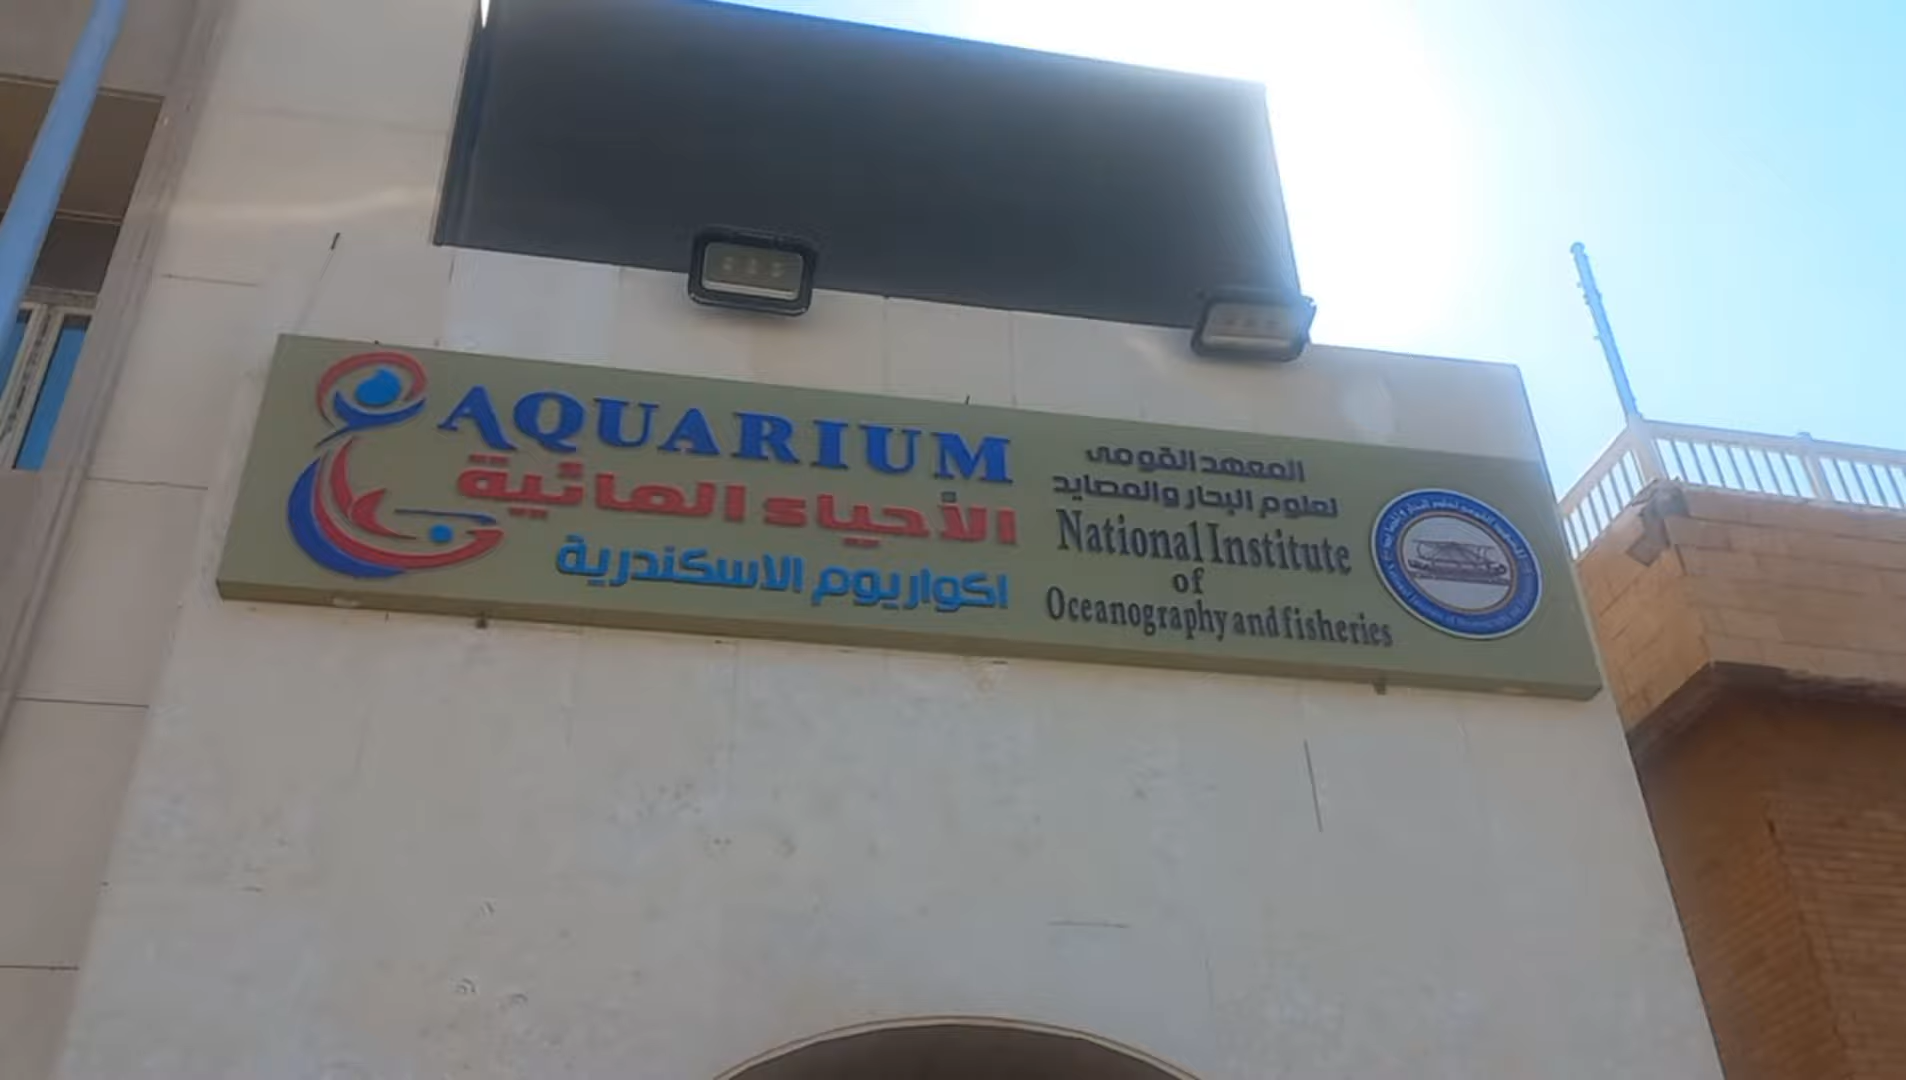 AQUARIUM
الأحياء المائية
اكواريوم الاسكندرية
المعهد القومى
لعلوم البحار والمصايد
National Institute
of
Oceanography and fisheries